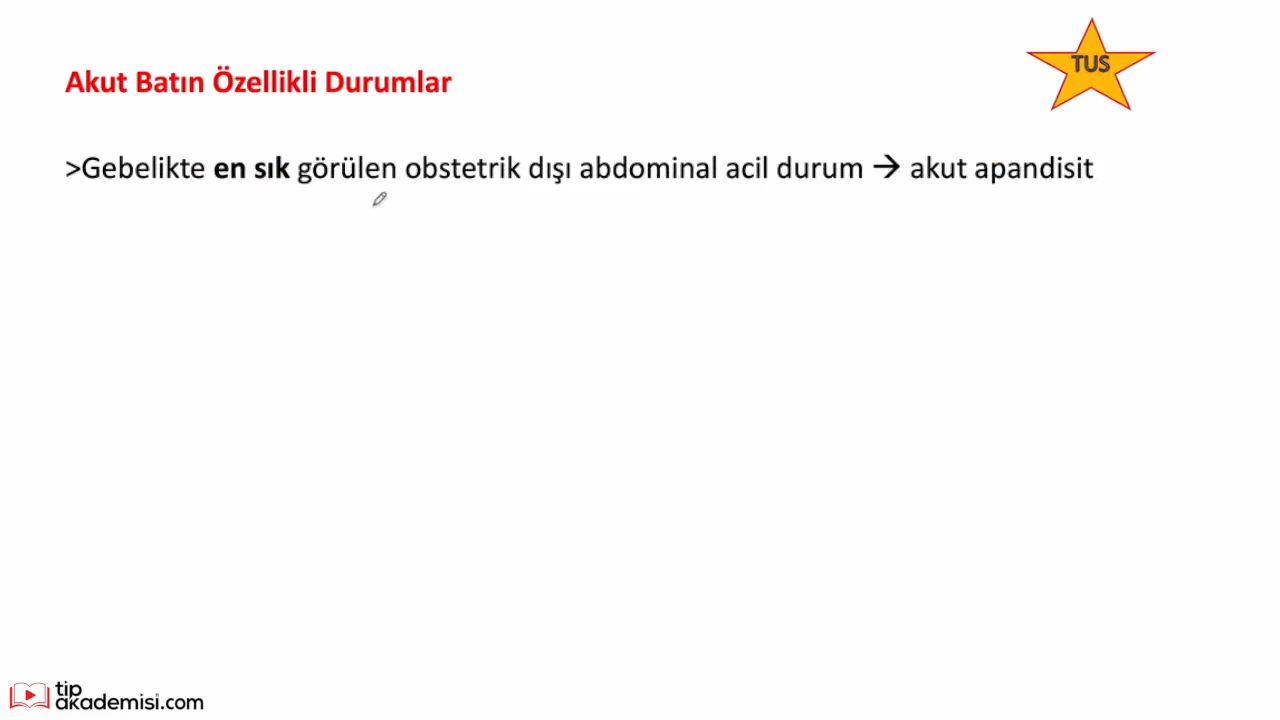 TUS
Akut Batın Özellikli Durumlar
>Gebelikte en sık görülen obstetrik dışı abdominal acil durum → akut apandisit
tıp
akademisi.com